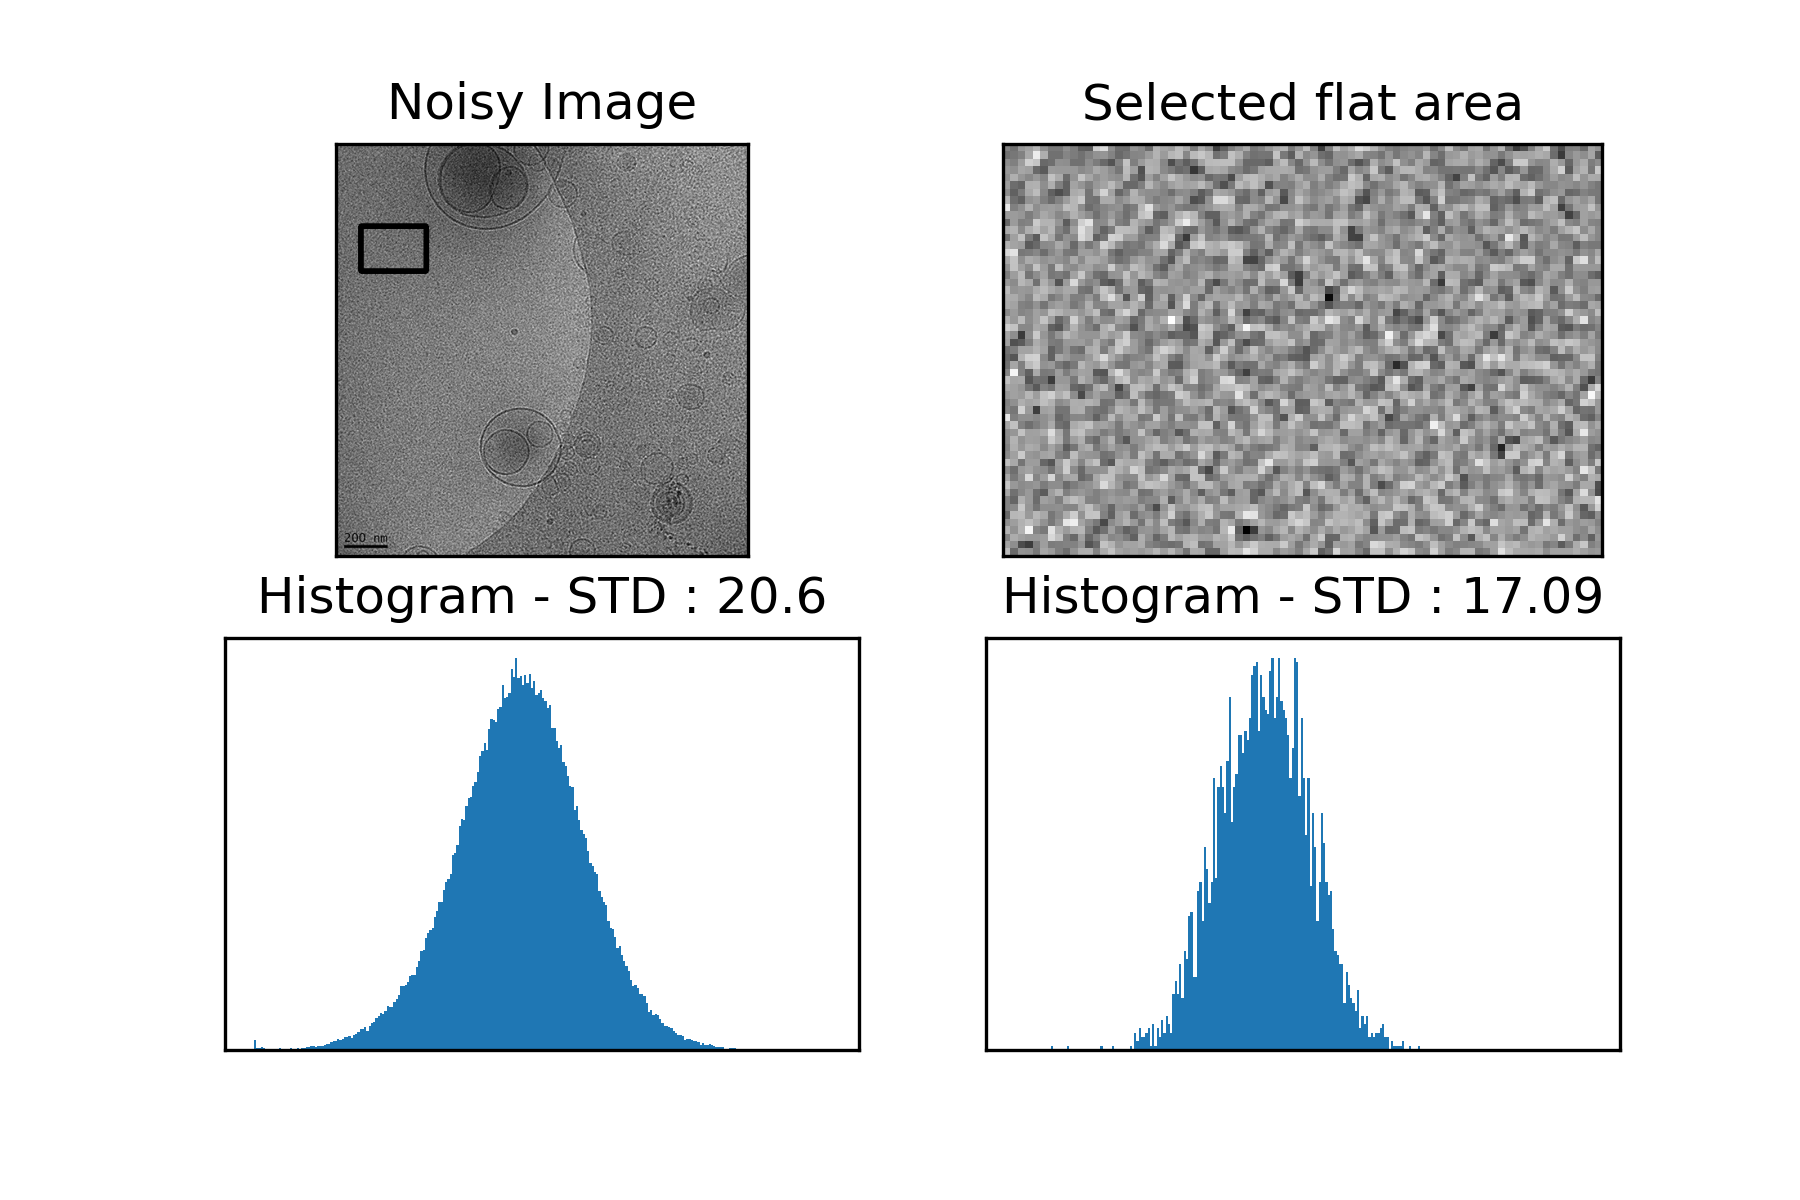 Noisy Image
Selected flat area
200 nm
Histogram - STD : 20.6
Histogram - STD : 17.09